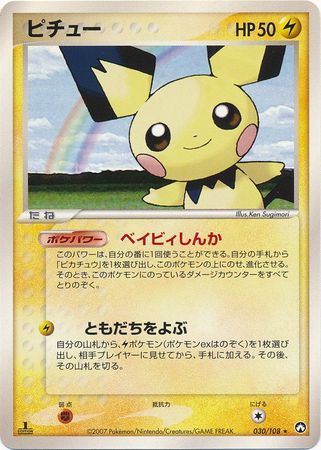 ピチュー HP50
たね Illus.Ken Sugimori
ポケパワー ベイビィしんか
このパワーは、自分の番に1回使うことができる。自分の手札から
「ピカチュウ」を1枚選び出し、このポケモンの上にのせ、進化させる。
そのとき、このポケモンにのっているダメージカウンターをすべて
とりのぞく。
ともだちをよぶ
自分の山札から、ポケモン(ポケモンexはのぞく)を1枚選
び出し、相手プレイヤーに見せてから、手札に加える。その後、
その山札を切る。
弱点 抵抗力 にげる
1 EDITION ©2007 Pokémon/Nintendo/Creatures/GAME FREAK. 030/108 ★